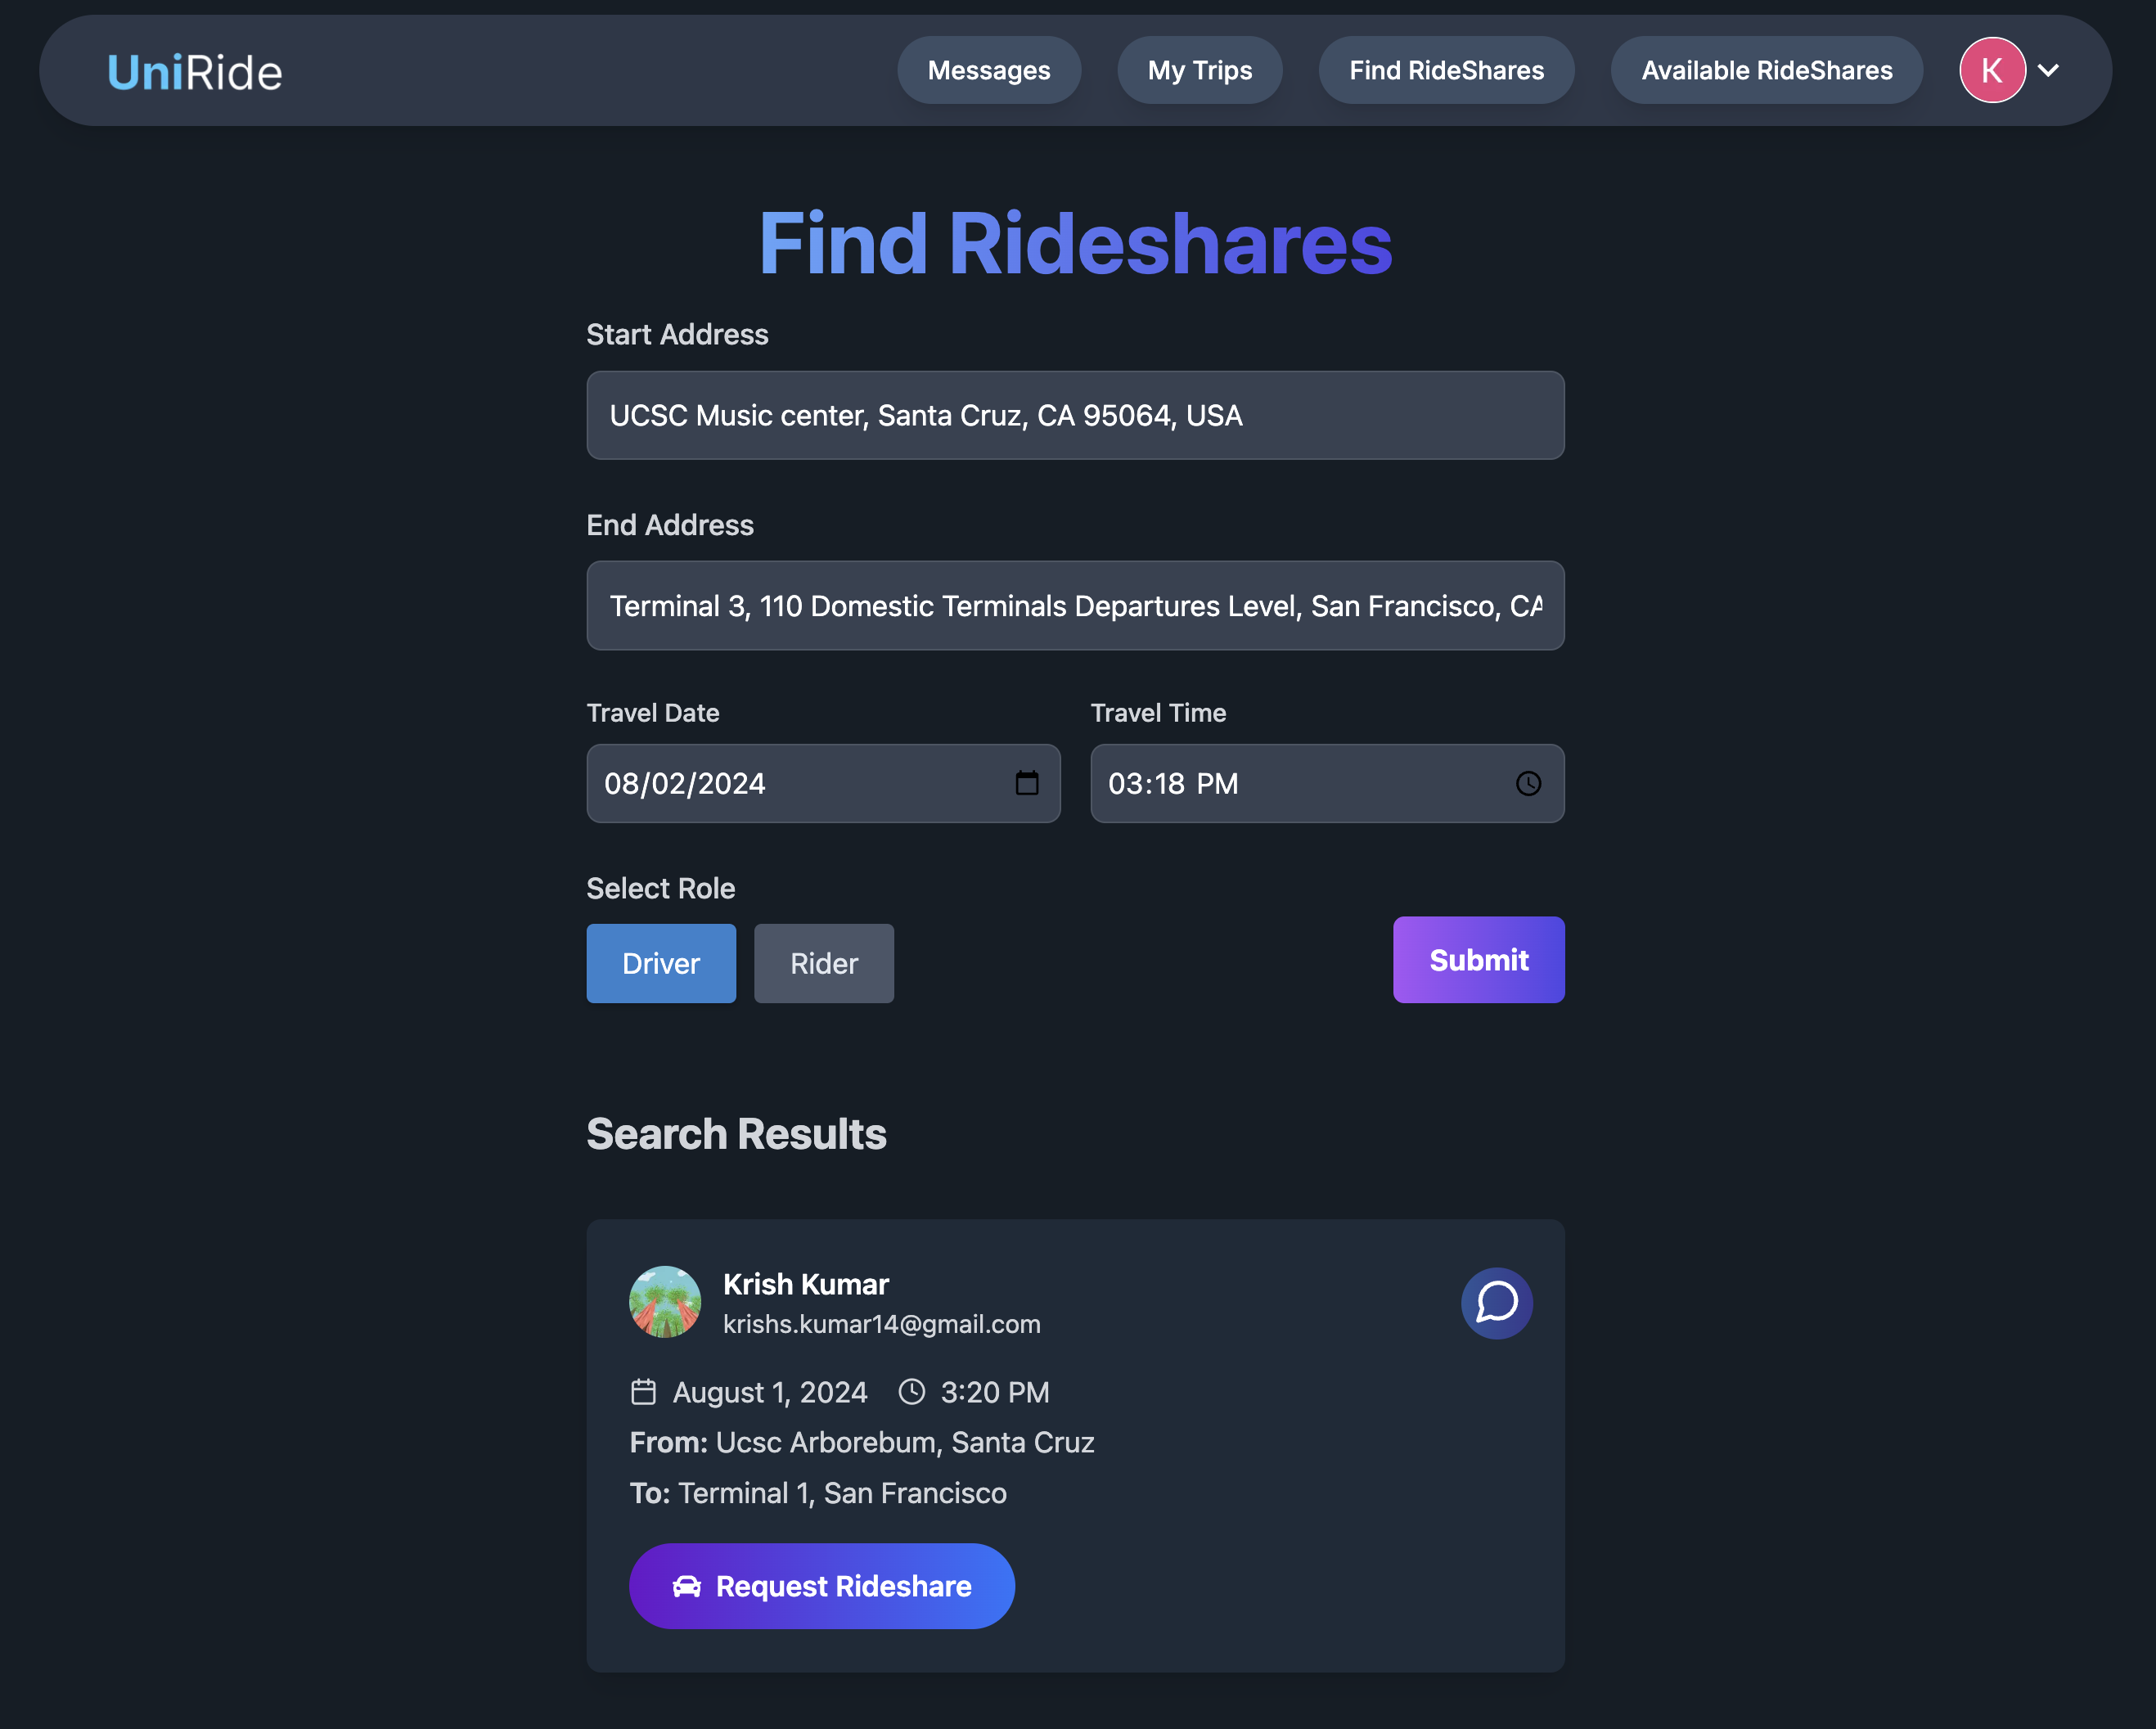 UniRide
Messages
My Trips
Find RideShares
Available RideShares
K
Find Rideshares
Start Address
UCSC Music center, Santa Cruz, CA 95064, USA
End Address
Terminal 3, 110 Domestic Terminals Departures Level, San Francisco, CA
Travel Date
Travel Time
08/02/2024
03:18 PM
Select Role
Driver
Rider
Submit
Search Results
Krish Kumar
krishs.kumar14@gmail.com
August 1, 2024
3:20 PM
From: Ucsc Arborebum, Santa Cruz
To: Terminal 1, San Francisco
Request Rideshare